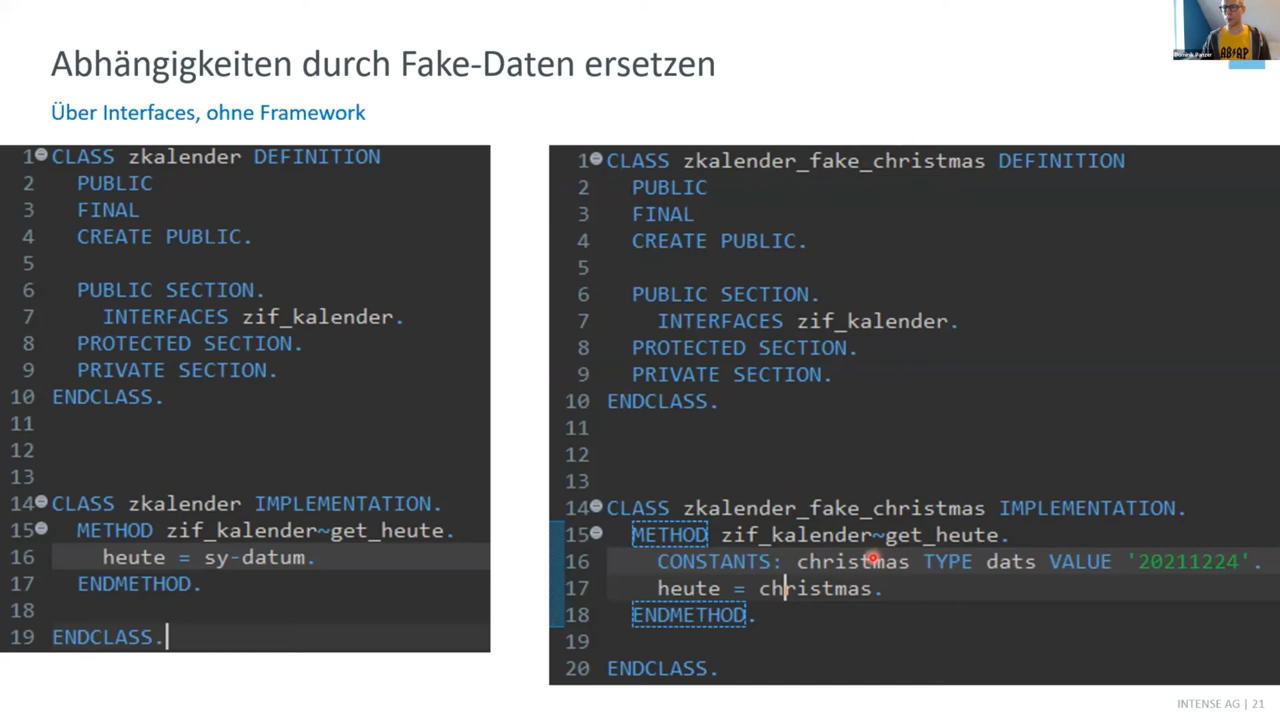 Abhängigkeiten durch Fake-Daten ersetzen
Über Interfaces, ohne Framework
Dominik Panzer
AB/AP
1 CLASS zkalender DEFINITION
2 PUBLIC
3 FINAL
4 CREATE PUBLIC.
5
6 PUBLIC SECTION.
7 INTERFACES zif_kalender.
8 PROTECTED SECTION.
9 PRIVATE SECTION.
10 ENDCLASS.
11
12
13
14 CLASS zkalender IMPLEMENTATION.
15 METHOD zif_kalender~get_heute.
16 heute = sy-datum.
17 ENDMETHOD.
18
19 ENDCLASS.
1 CLASS zkalender_fake_christmas DEFINITION
2 PUBLIC
3 FINAL
4 CREATE PUBLIC.
5
6 PUBLIC SECTION.
7 INTERFACES zif_kalender.
8 PROTECTED SECTION.
9 PRIVATE SECTION.
10 ENDCLASS.
11
12
13
14 CLASS zkalender_fake_christmas IMPLEMENTATION.
15 METHOD zif_kalender~get_heute.
16 CONSTANTS: christmas TYPE dats VALUE '20211224'.
17 heute = christmas.
18 ENDMETHOD.
19
20 ENDCLASS.
INTENSE AG | 21